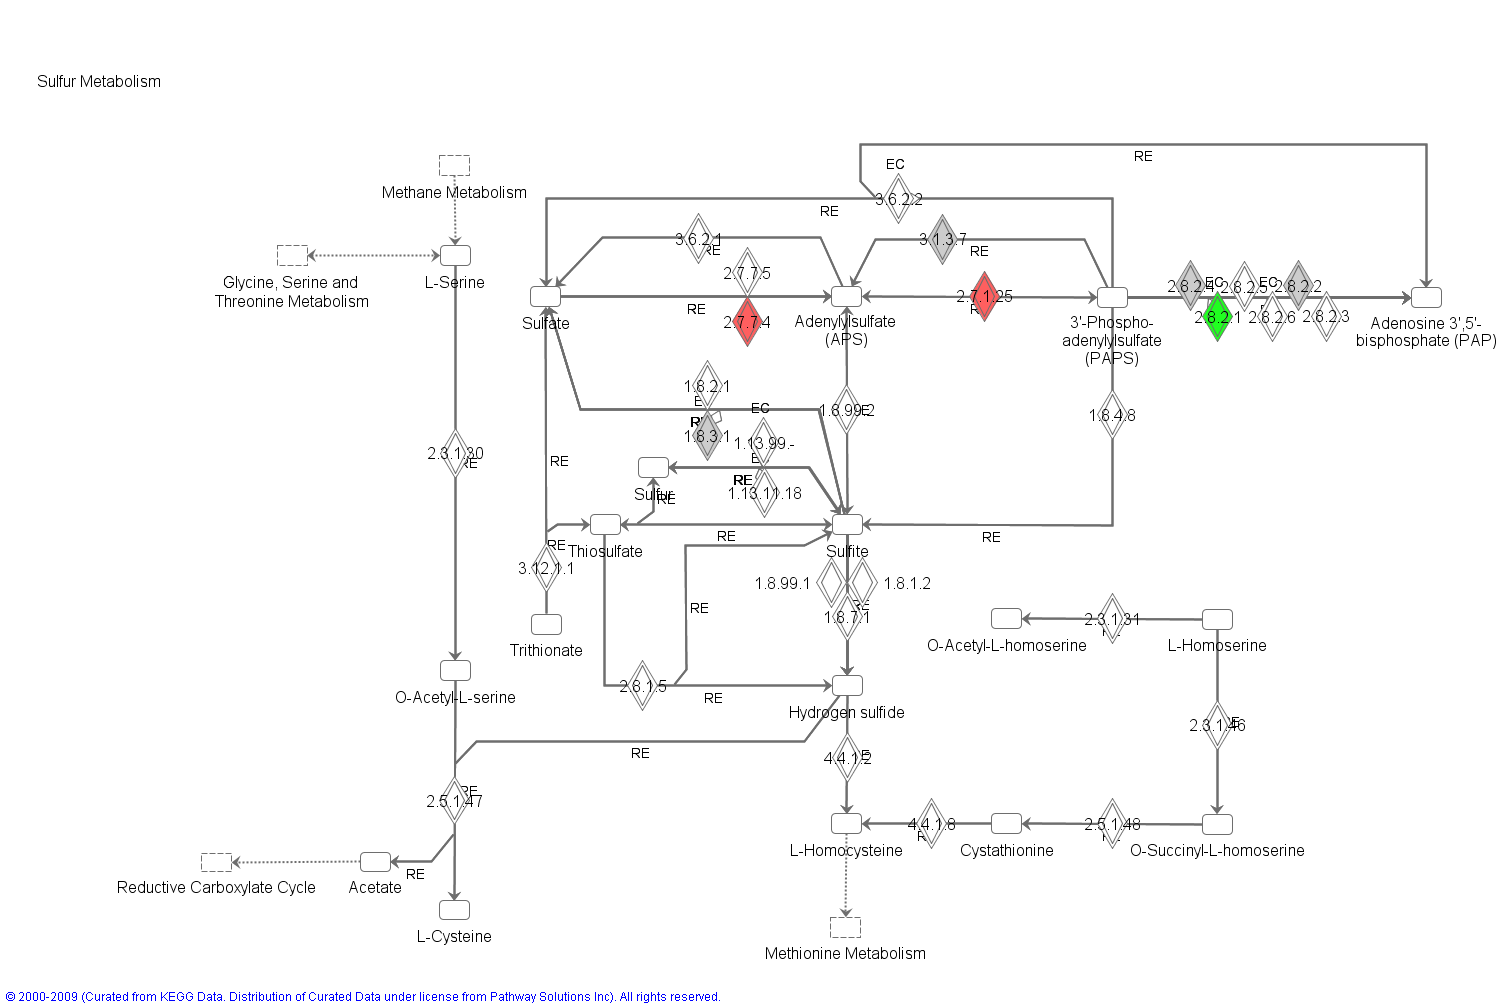 Sulfur Metabolism
RE
EC
Methane Metabolism
3.6.2.2
RE
3.6.2.1
RE
3.1.3.7
RE
2.7.7.5
Glycine, Serine and
Threonine Metabolism
L-Serine
2.8.2.4
EC
2.8.2.5
EC
2.8.2.2
2.7.1.25
RE
2.7.7.4
2.8.2.1
2.8.2.6
2.8.2.3
Sulfate
Adenylylsulfate
(APS)
3'-Phospho-
adenylylsulfate
(PAPS)
Adenosine 3',5'-
bisphosphate (PAP)
1.8.2.1
EC
1.8.99.2
1.8.4.8
RE
1.8.3.1
1.13.99.-
2.3.1.30
RE
RE
RE
Sulfur
RE
1.13.11.18
RE
RE
RE
Thiosulfate
Sulfite
3.12.1.1
1.8.99.1
1.8.1.2
RE
1.8.7.1
RE
2.3.1.31
Trithionate
O-Acetyl-L-homoserine
L-Homoserine
O-Acetyl-L-serine
2.8.1.5
RE
Hydrogen sulfide
2.3.1.46
RE
4.4.1.2
RE
2.5.1.47
4.4.1.8
2.5.1.48
L-Homocysteine
Cystathionine
O-Succinyl-L-homoserine
RE
Reductive Carboxylate Cycle
Acetate
L-Cysteine
Methionine Metabolism
© 2000-2009 (Curated from KEGG Data. Distribution of Curated Data under license from Pathway Solutions Inc). All rights reserved.